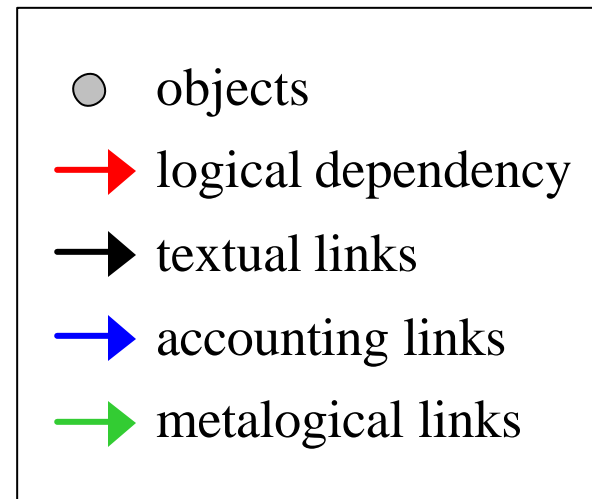 objects
logical dependency
textual links
accounting links
metalogical links